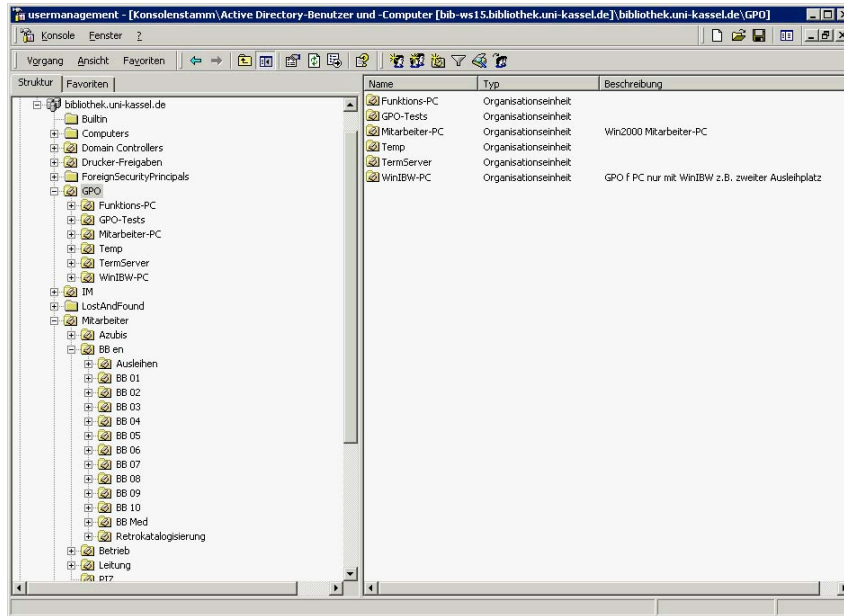 usermanagement - [Konsolenstamm\Active Directory-Benutzer und -Computer [bib-ws15.bibliothek.uni-kassel.de]\bibliothek.uni-kassel.de\GPO]
Konsole Fenster ?
Vorgang Ansicht Favoriten
Struktur Favoriten
bibliothek.uni-kassel.de
Builtin
Computers
Domain Controllers
Drucker-Freigaben
ForeignSecurityPrincipals
GPO
Funktions-PC
GPO-Tests
Mitarbeiter-PC
Temp
TermServer
WinIBW-PC
IM
LostAndFound
Mitarbeiter
Azubis
BB en
Ausleihen
BB 01
BB 02
BB 03
BB 04
BB 05
BB 06
BB 07
BB 08
BB 09
BB 10
BB Med
Retrokatalogisierung
Betrieb
Leitung
PIZ
Name Typ Beschreibung
Funktions-PC Organisationseinheit
GPO-Tests Organisationseinheit
Mitarbeiter-PC Organisationseinheit Win2000 Mitarbeiter-PC
Temp Organisationseinheit
TermServer Organisationseinheit
WinIBW-PC Organisationseinheit GPO f PC nur mit WinIBW z.B. zweiter Ausleihplatz